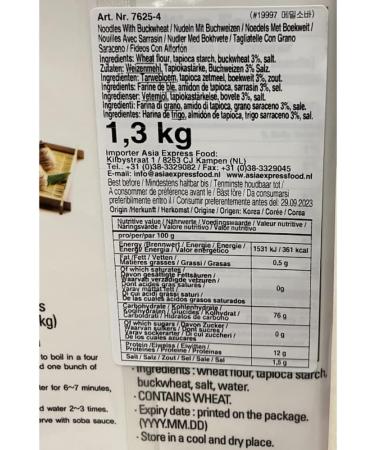 Art. Nr. 7625-4 (#19997 메밀소바)
Noodles With Buckwheat / Nudeln Mit Buchweizen / Noedels Met Boekweit /
Nouilles Avec Sarrasin / Nudler Med Bokhvete / Tagliatelle Con Grano
Saraceno / Fideos Con Alforfón
Ingredients: Wheat flour, tapioca starch, buckwheat 3%, salt.
Zutaten: Weizenmehl, Tapiokastärke, Buchweizen 3%, Salz.
Ingrediënten: Tarwebloem, tapioca zetmeel, boekweit 3%, zout.
Ingrédients: Farine de blé, amidon de tapioca, sarrasin 3%, sel.
Ingredienser: Vetemjöl, tapiokastärkelse, bovete 3%, salt.
Ingredienti: Farina di grano, amido di tapioca, grano saraceno 3%, sale.
Ingredientes: Harina de trigo, almidon de tapioca, trigo sarraceno 3%, sal.
1,3 kg
Importer Asia Express Food:
Kilbystraat 1 / 8263 CJ Kampen (NL)
Tel.: +31 (0)38-3329082 / Fax: +31 (0)38-3329045
E-mail: info@asiaexpressfood.nl www.asiaexpressfood.nl
Best before / Mindestens haltbar bis / Tenminste houdbaar tot /
A consommer de préférence avant le / Bäst före / Da consumarsi
preferibilmente entro il / Consumir preferentemente antes del: 29.09.2023
Origin /Herkunft / Herkomst / Origine / Origen: Korea / Corée / Corea
Nutritive value / Nährwerte / Voedingswaarde / Valeur nutritive /
Näringsvärde / Valore nutritivo / Valor nutritivo
pro/per/par 100 g
Energy /Brennwert / Energie / Énergie /
Energi/ Energia / Valor energético 1531 kJ / 361 kcal
Fat /Fett / Vetten /
Matières grasses / Grassi / Grasas 0,5 g
Of which saturates /
Davon gesättigte Fettsäuren /
Waarvan verzadigde vetzuren /
Dont acides gras saturés /
Varav mättat fett /
Di cui acidi grassi saturi /
De las cuales ácidos grasos saturados 0g
Carbohydrate / Kohlenhydrate /
Koolhydraten / Glucides / Kolhydrat /
Carboidrati / Hidratos de carbono 76 g
Of which sugars / Davon Zucker /
Waarvan suikers / Dont sucres /
Varav sockerarter / Di cui zuccheri /
De los cuales azúcares 0 g
Protein /Eiweiss / Eiwitten /
Protéines / Proteine / Proteínas 12 g
Salt / Salz / Zout / Sel / Sale / Sal 1,5 g
S
kg)
to boil in a four
d one bunch of
er for 6~7 minutes,
d water 2~3 times.
erve with soba sauce.
· Ingredients : wheat flour, tapioca starch,
buckwheat, salt, water.
· CONTAINS WHEAT.
· Expiry date : printed on the package.
(YYYY.MM.DD)
· Store in a cool and dry place.